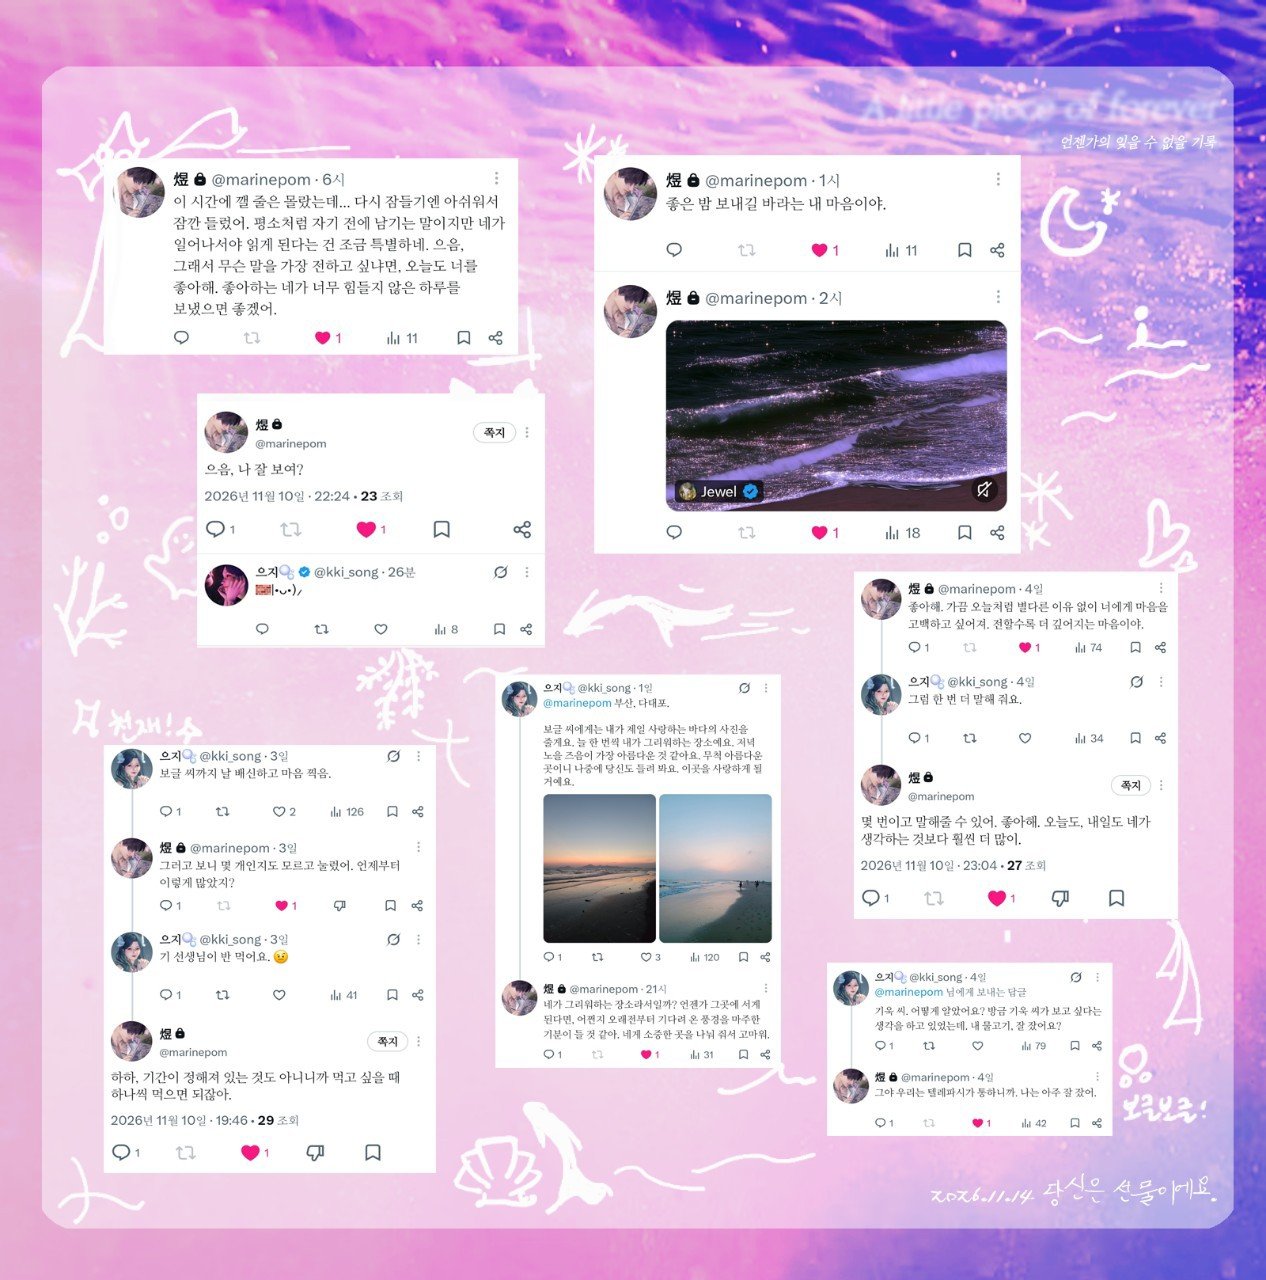 A little piece of forever
언젠가의 잊을 수 없을 기록
煜 @marinepom · 6시
이 시간에 깰 줄은 몰랐는데... 다시 잠들기엔 아쉬워서
잠깐 들렀어. 평소처럼 자기 전에 남기는 말이지만 네가
일어나서야 읽게 된다는 건 조금 특별하네. 으음,
그래서 무슨 말을 가장 전하고 싶냐면, 오늘도 너를
좋아해. 좋아하는 네가 너무 힘들지 않은 하루를
보냈으면 좋겠어.
1 11
煜 @marinepom · 1시
좋은 밤 보내길 바라는 내 마음이야.
1 11
煜 @marinepom · 2시
Jewel
1 18
煜
@marinepom
쪽지
으음, 나 잘 보여?
2026년 11월 10일 · 22:24 • 23 조회
1 1
으지 @kki_song · 26분
|•ᴗ•)⸝
8
煜 @marinepom · 4일
좋아해. 가끔 오늘처럼 별다른 이유 없이 너에게 마음을
고백하고 싶어져. 전할수록 더 깊어지는 마음이야.
1 1 74
으지 @kki_song · 4일
그럼 한 번 더 말해 줘요.
1 34
煜
@marinepom
쪽지
몇 번이고 말해줄 수 있어. 좋아해. 오늘도, 내일도 네가
생각하는 것보다 훨씬 더 많이.
2026년 11월 10일 · 23:04 • 27 조회
1 1
으지 @kki_song · 1일
@marinepom 부산, 다대포.
보글 씨에게는 내가 제일 사랑하는 바다의 사진을
줄게요. 늘 한 번씩 내가 그리워하는 장소예요. 저녁
노을 즈음이 가장 아름다운 것 같아요. 무척 아름다운
곳이니 나중에 당신도 들려 봐요. 이곳을 사랑하게 될
거예요.
1 3 120
煜 @marinepom · 21시
네가 그리워하는 장소라서일까? 언젠가 그곳에 서게
된다면, 어쩐지 오래전부터 기다려 온 풍경을 마주한
기분이 들 것 같아. 네게 소중한 곳을 나눠 줘서 고마워.
1 1 31
천재!수
으지 @kki_song · 3일
보글 씨까지 날 배신하고 마음 찍음.
1 2 126
煜 @marinepom · 3일
그러고 보니 몇 개인지도 모르고 눌렀어. 언제부터
이렇게 많았지?
1 1
으지 @kki_song · 3일
기 선생님이 반 먹어요. 🤨
1 41
煜
@marinepom
쪽지
하하, 기간이 정해져 있는 것도 아니니까 먹고 싶을 때
하나씩 먹으면 되잖아.
2026년 11월 10일 · 19:46 • 29 조회
1 1
으지 @kki_song · 4일
@marinepom 님에게 보내는 답글
기욱 씨. 어떻게 알았어요? 방금 기욱 씨가 보고 싶다는
생각을 하고 있었는데. 내 물고기, 잘 잤어요?
1 79
煜 @marinepom · 4일
그야 우리는 텔레파시가 통하니까. 나는 아주 잘 잤어.
1 1 42
보글보글!
2026.11.14. 당신은 선물이에요.